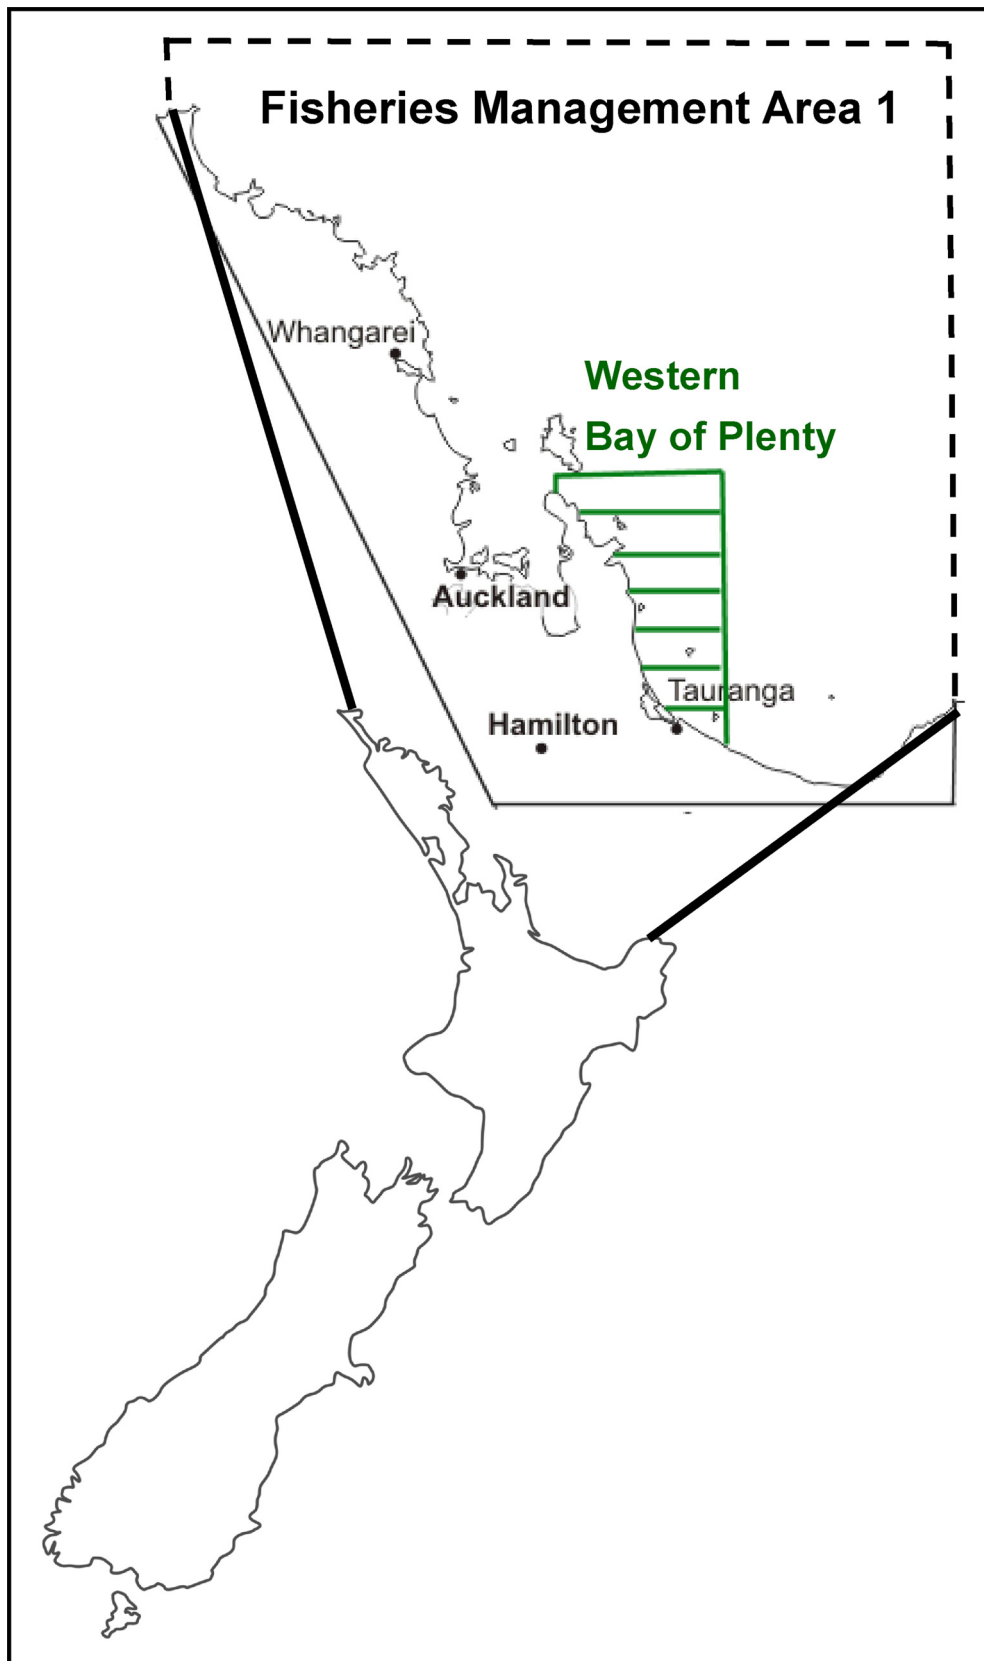 Fisheries Management Area 1
Whangarei
Western
Bay of Plenty
Auckland
Tauranga
Hamilton